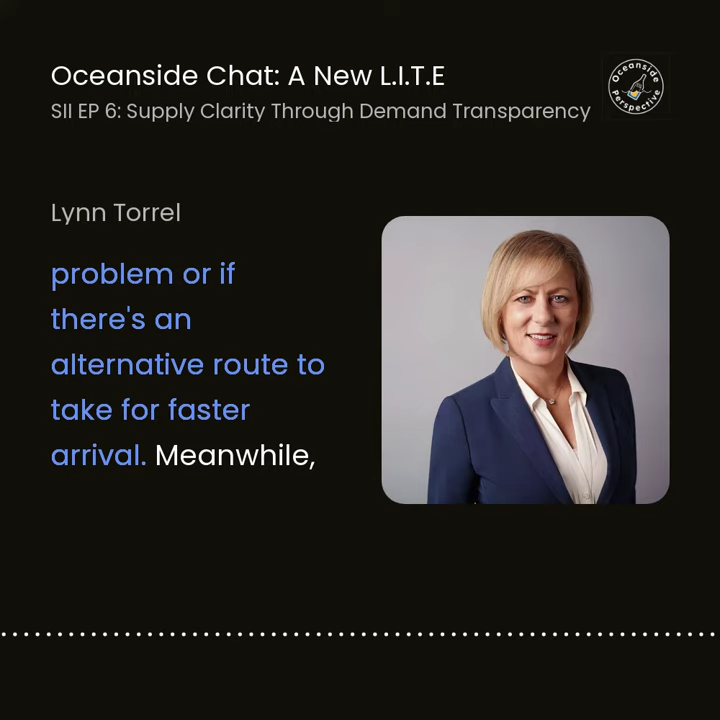 Oceanside Chat: A New L.I.T.E
SII EP 6: Supply Clarity Through Demand Transparency
Oceanside
Perspective
Lynn Torrel
problem or if
there's an
alternative route to
take for faster
arrival. Meanwhile,